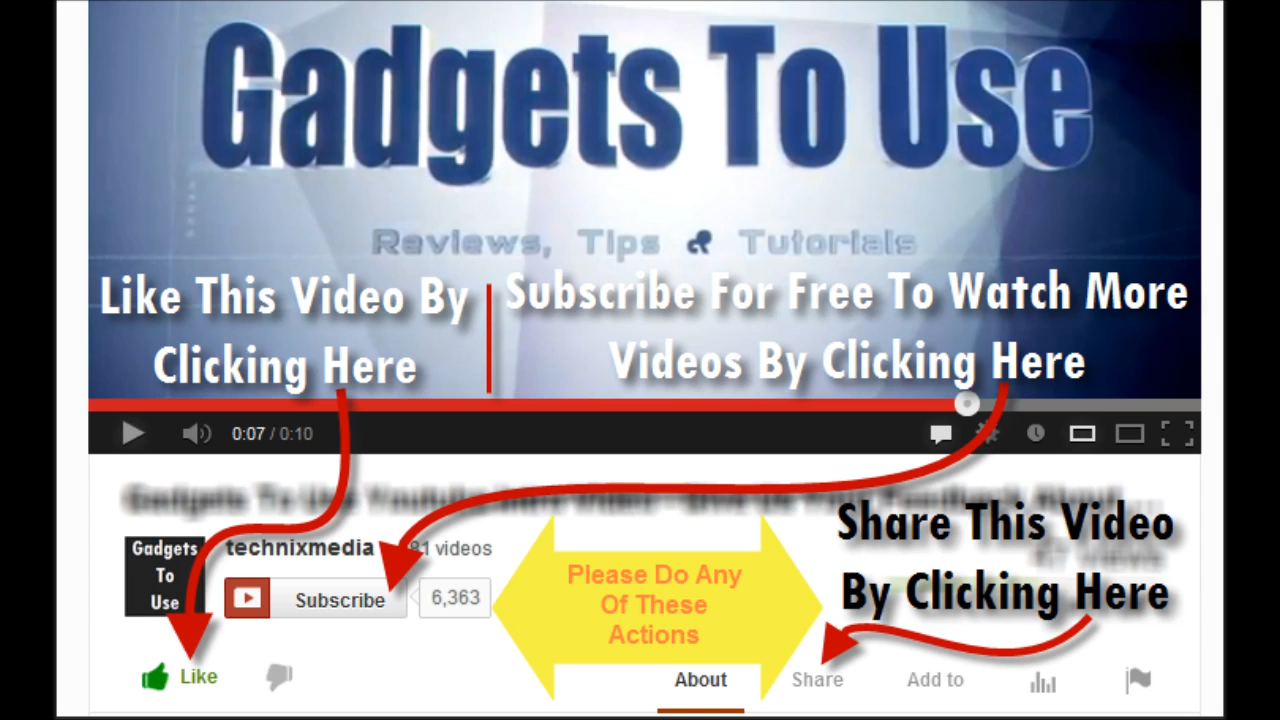 Gadgets To Use
Reviews, Tips & Tutorials
Like This Video By
Clicking Here
Subscribe For Free To Watch More
Videos By Clicking Here
0:07 / 0:10
Gadgets
To
Use
technixmedia
81 videos
Subscribe
6,363
Please Do Any
Of These
Actions
Share This Video
By Clicking Here
Like
About
Share
Add to